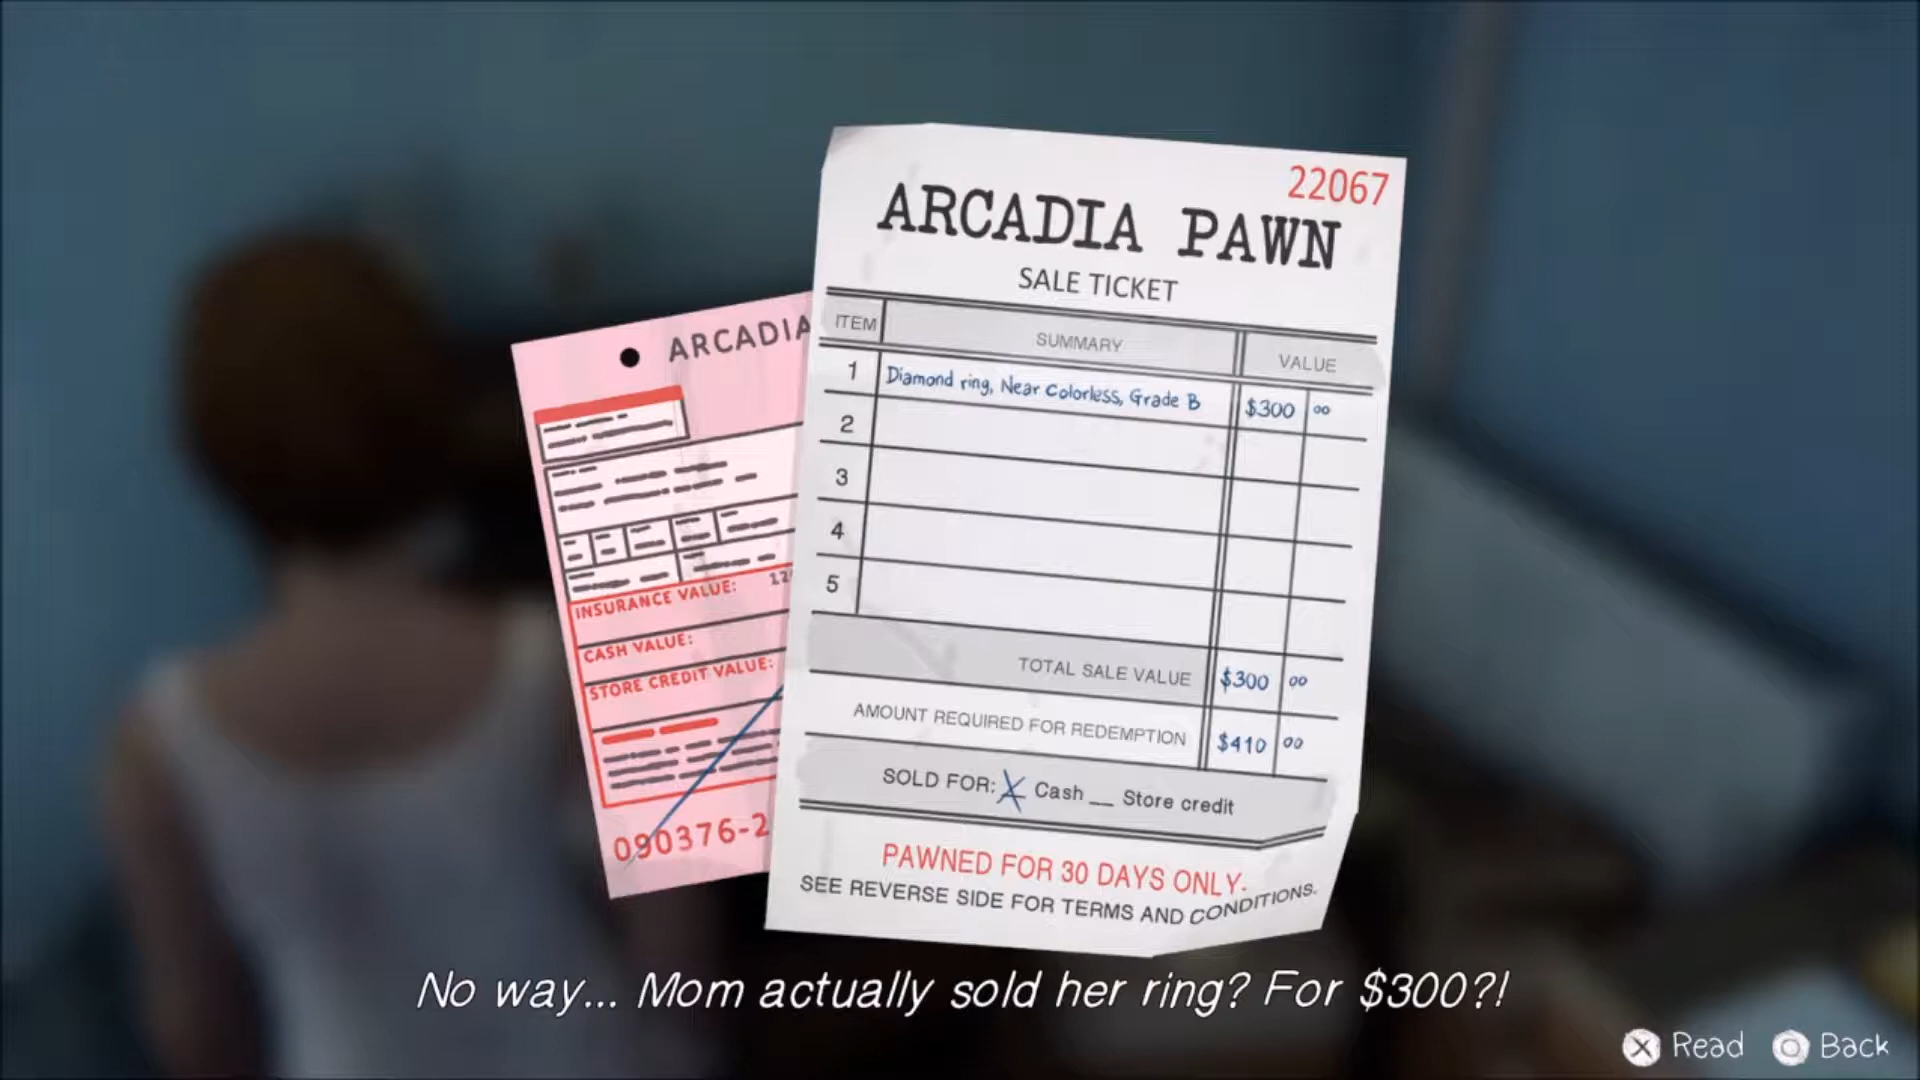 22067
ARCADIA PAWN
SALE TICKET
ITEM SUMMARY VALUE
1 Diamond ring, Near Colorless, Grade B $300 00
2
3
4
5
TOTAL SALE VALUE $300 00
AMOUNT REQUIRED FOR REDEMPTION $410 00
SOLD FOR: X Cash __ Store credit
PAWNED FOR 30 DAYS ONLY.
SEE REVERSE SIDE FOR TERMS AND CONDITIONS.
ARCADIA
INSURANCE VALUE:
CASH VALUE:
STORE CREDIT VALUE:
090376-2
No way... Mom actually sold her ring? For $300?!
Read Back